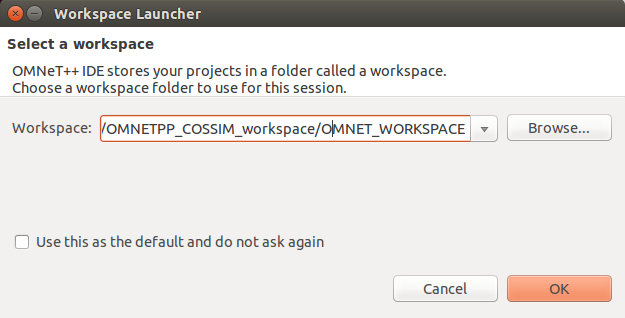 Workspace Launcher
Select a workspace
OMNeT++ IDE stores your projects in a folder called a workspace.
Choose a workspace folder to use for this session.
Workspace: /OMNETPP_COSSIM_workspace/OMNET_WORKSPACE Browse...
Use this as the default and do not ask again
Cancel OK